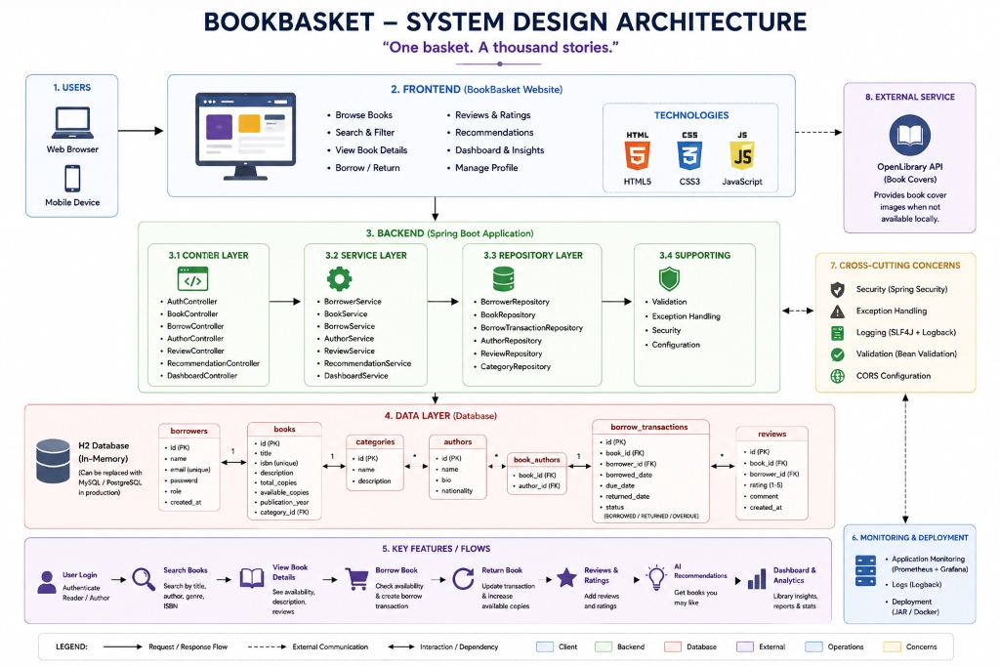 BOOKBASKET – SYSTEM DESIGN ARCHITECTURE
“One basket. A thousand stories.”
1. USERS
Web Browser
Mobile Device
2. FRONTEND (BookBasket Website)
• Browse Books
• Search & Filter
• View Book Details
• Borrow / Return
• Reviews & Ratings
• Recommendations
• Dashboard & Insights
• Manage Profile
TECHNOLOGIES
HTML
5
HTML5
CSS
3
CSS3
JS
JS
JavaScript
8. EXTERNAL SERVICE
OpenLibrary API
(Book Covers)
Provides book cover
images when not
available locally.
3. BACKEND (Spring Boot Application)
3.1 LAYER
</>
• AuthController
• BookController
• BorrowController
• AuthorController
• ReviewController
• RecommendationController
• DashboardController
3.2 SERVICE LAYER
• BorrowerService
• BookService
• BorrowService
• AuthorService
• ReviewService
• RecommendationService
• DashboardService
3.3 REPOSITORY LAYER
• BorrowerRepository
• BookRepository
• BorrowTransactionRepository
• AuthorRepository
• ReviewRepository
• CategoryRepository
3.4 SUPPORTING
• Validation
• Exception Handling
• Security
• Configuration
7. CROSS-CUTTING CONCERNS
Security (Spring Security)
Exception Handling
Logging (SLF4J + Logback)
Validation (Bean Validation)
CORS Configuration
4. DATA LAYER (Database)
H2 Database
(In-Memory)
(Can be replaced with
MySQL / PostgreSQL
in production)
borrowers
• id (PK)
• name
• email (unique)
• password
• role
• created_at
1
books
• id (PK)
• title
• isbn (unique)
• description
• total_copies
• available_copies
• publication_year
• category_id (FK)
1
categories
• id (PK)
• name
• description
*
authors
• id (PK)
• name
• bio
• nationality
*
book_authors
• book_id (FK)
• author_id (FK)
1
borrow_transactions
• id (PK)
• book_id (FK)
• borrower_id (FK)
• borrowed_date
• due_date
• returned_date
• status
(BORROWED / RETURNED / OVERDUE)
*
reviews
• id (PK)
• book_id (FK)
• borrower_id (FK)
• rating (1-5)
• comment
• created_at
5. KEY FEATURES / FLOWS
User Login
Authenticate
Reader / Author
Search Books
Search by title,
author, genre,
ISBN
View Book
Details
See availability,
description,
reviews
Borrow Book
Check availability
& create borrow
transaction
Return Book
Update transaction
& increase
available copies
Reviews &
Ratings
Add reviews
and ratings
AI
Recommendations
Get books you
may like
Dashboard &
Analytics
Library insights,
reports & stats
6. MONITORING & DEPLOYMENT
• Application Monitoring
(Prometheus + Grafana)
• Logs (Logback)
• Deployment
(JAR / Docker)
LEGEND:
Request / Response Flow
External Communication
Interaction / Dependency
Client
Backend
Database
External
Operations
Concerns